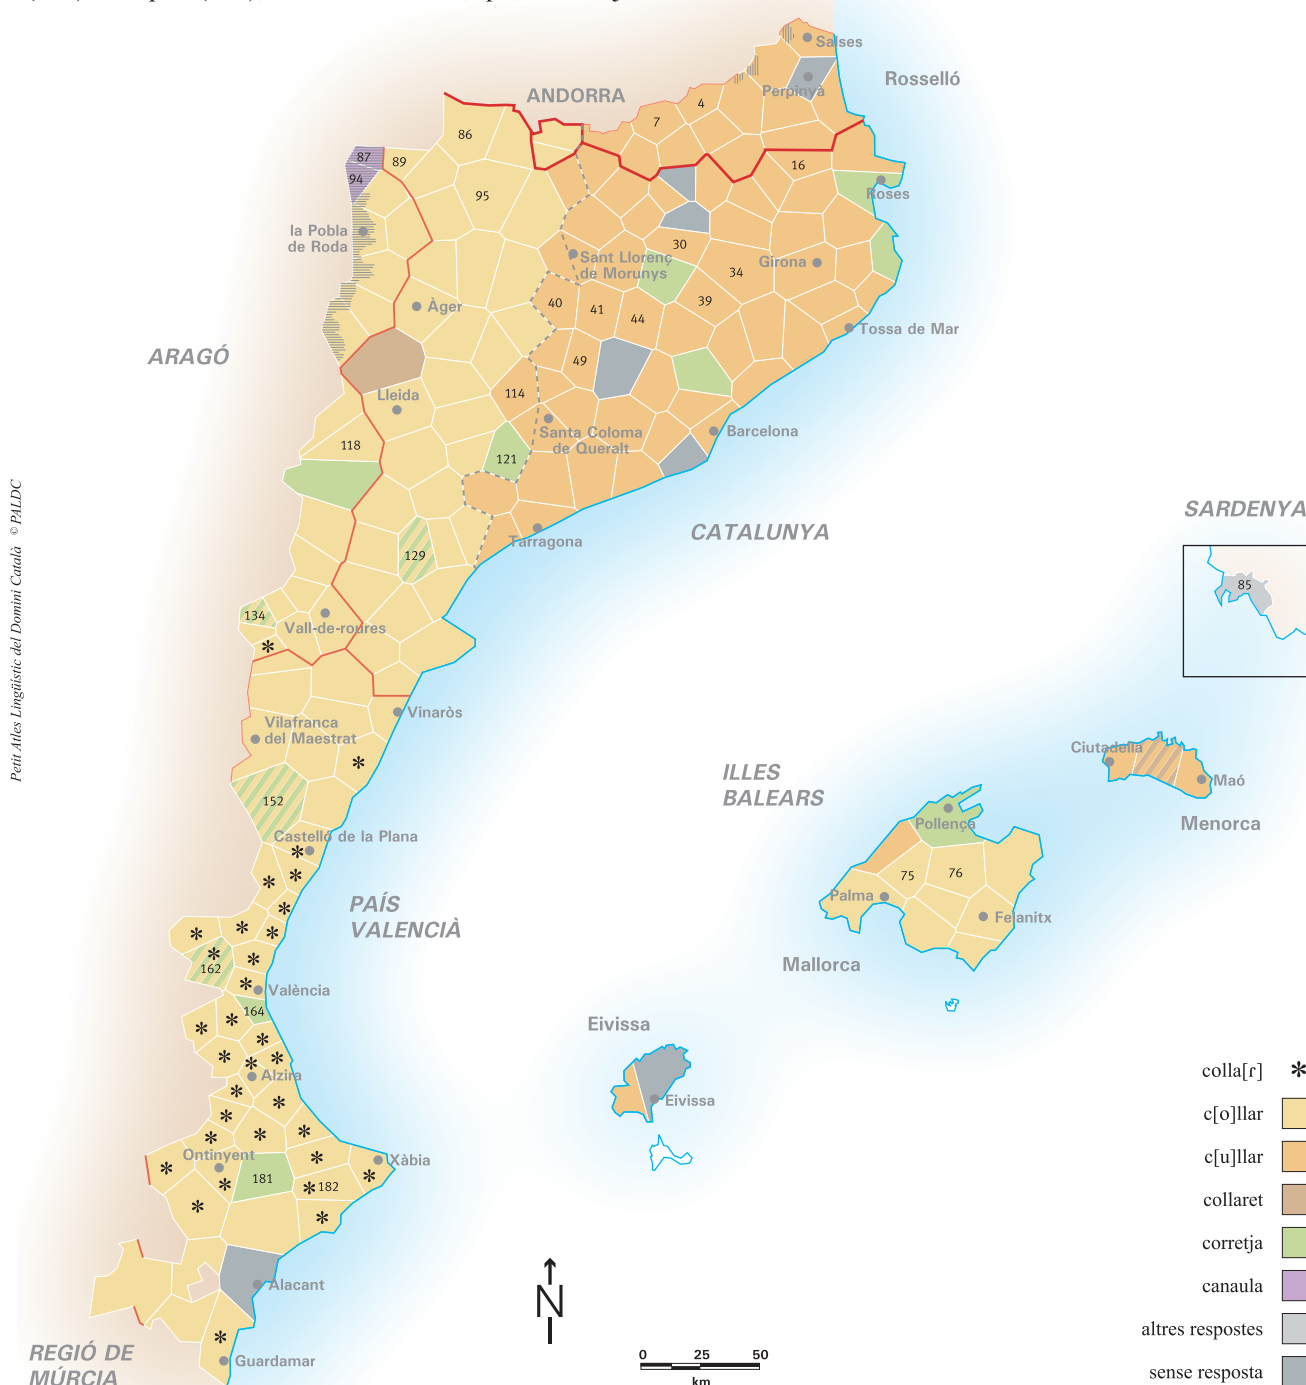 Salses
Rosselló
Perpinyà
ANDORRA
4
7
86
87
89
16
94
95
Roses
la Pobla
de Roda
30
Sant Llorenç
de Morunys
Girona
34
Àger
40
41
44
39
Tossa de Mar
ARAGÓ
49
Lleida
114
Santa Coloma
de Queralt
Barcelona
118
121
Petit Atles Lingüístic del Domini Català © PALDC
SARDENYA
CATALUNYA
Tarragona
129
85
134
Vall-de-roures
*
Vinaròs
Vilafranca
del Maestrat
*
Ciutadella
ILLES
BALEARS
Maó
Menorca
152
Pollença
Castelló de la Plana
75
76
Palma
Felanitx
PAÍS
VALENCIÀ
Mallorca
162
València
164
Eivissa
Alzira
Eivissa
colla[ɾ] *
c[o]llar
Ontinyent
Xàbia
c[u]llar
181
182
collaret
corretja
Alacant
canaula
N
altres respostes
REGIÓ DE
MÚRCIA
Guardamar
0 25 50
km
sense resposta